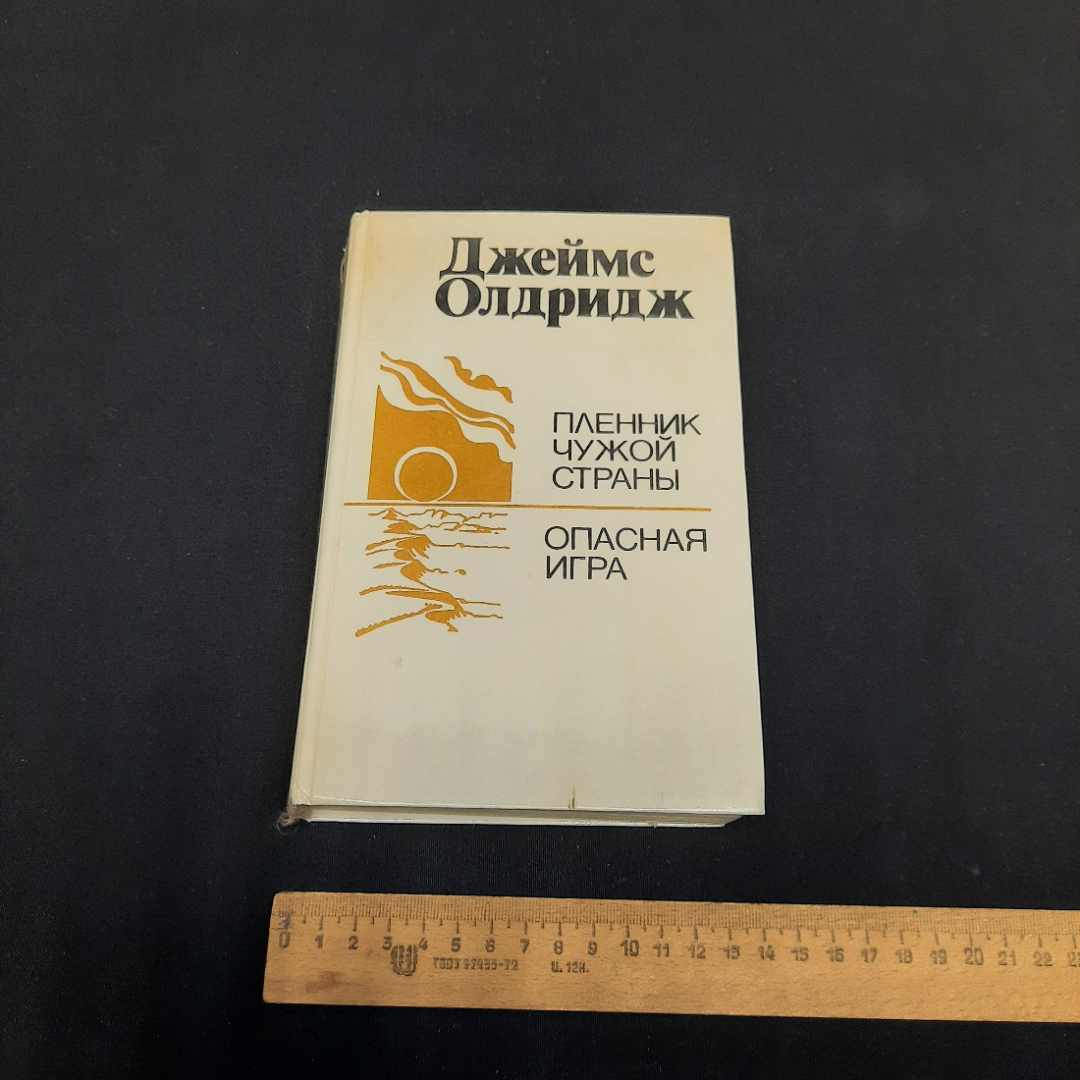 Джеймс
Олдридж
ПЛЕННИК
ЧУЖОЙ
СТРАНЫ
ОПАСНАЯ
ИГРА
0 1 2 3 4 5 6 7 8 9 10 11 12 13 14 15 16 17 18 19 20 21 22
Ц. 12к.